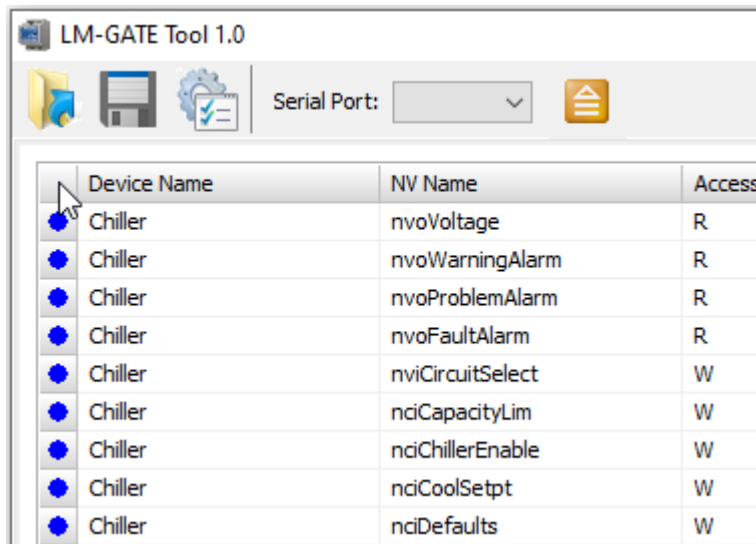 LM-GATE Tool 1.0
Serial Port:
Device Name NV Name Access
Chiller nvoVoltage R
Chiller nvoWarningAlarm R
Chiller nvoProblemAlarm R
Chiller nvoFaultAlarm R
Chiller nviCircuitSelect W
Chiller nciCapacityLim W
Chiller nciChillerEnable W
Chiller nciCoolSetpt W
Chiller nciDefaults W